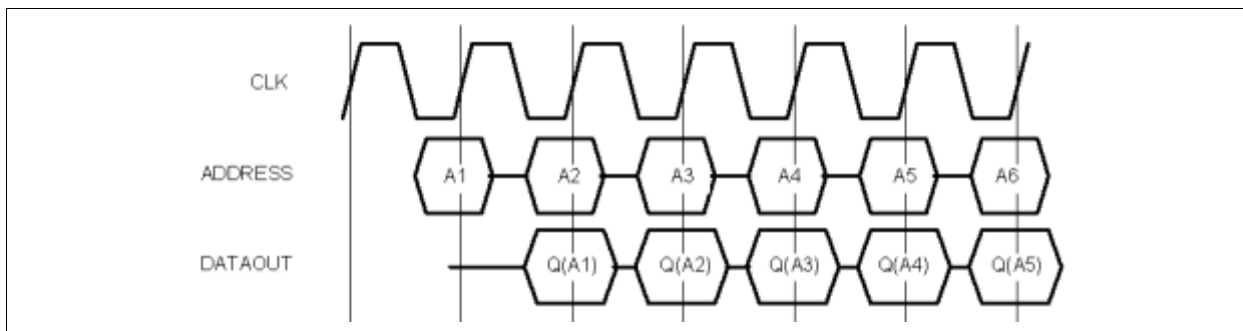 CLK
ADDRESS A1 A2 A3 A4 A5 A6
DATAOUT Q(A1) Q(A2) Q(A3) Q(A4) Q(A5)